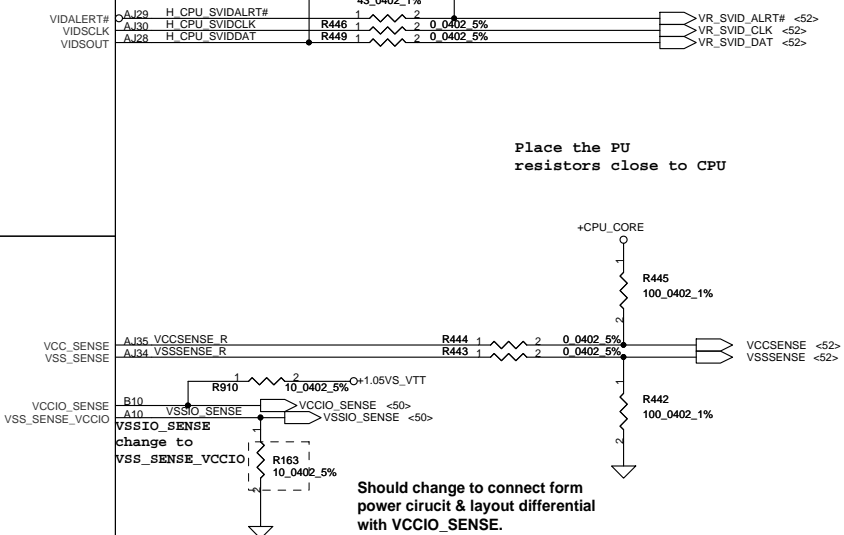 43_0402_1%
VIDALERT# AJ29 H_CPU_SVIDALRT# 1 2 VR_SVID_ALRT# <52>
VIDSCLK AJ30 H_CPU_SVIDCLK R446 1 2 0_0402_5% VR_SVID_CLK <52>
VIDSOUT AJ28 H_CPU_SVIDDAT R449 1 2 0_0402_5% VR_SVID_DAT <52>
Place the PU
resistors close to CPU
+CPU_CORE
1
R445
100_0402_1%
2
VCC_SENSE AJ35 VCCSENSE_R R444 1 2 0_0402_5% VCCSENSE <52>
VSS_SENSE AJ34 VSSSENSE_R R443 1 2 0_0402_5% VSSSENSE <52>
1
R442
100_0402_1%
2
R910 1 2 10_0402_5% +1.05VS_VTT
VCCIO_SENSE B10 VCCIO_SENSE <50>
VSS_SENSE_VCCIO A10 VSSIO_SENSE VSSIO_SENSE <50>
VSSIO_SENSE
change to
VSS_SENSE_VCCIO
1
R163
10_0402_5%
2
Should change to connect form
power cirucit & layout differential
with VCCIO_SENSE.